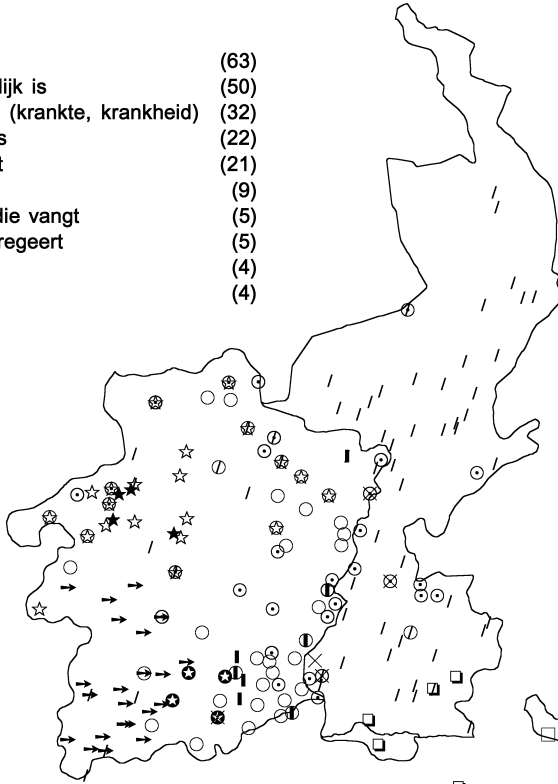 (63)
lijk is (50)
(krankte, krankheid) (32)
s (22)
t (21)
(9)
die vangt (5)
regeert (5)
(4)
(4)